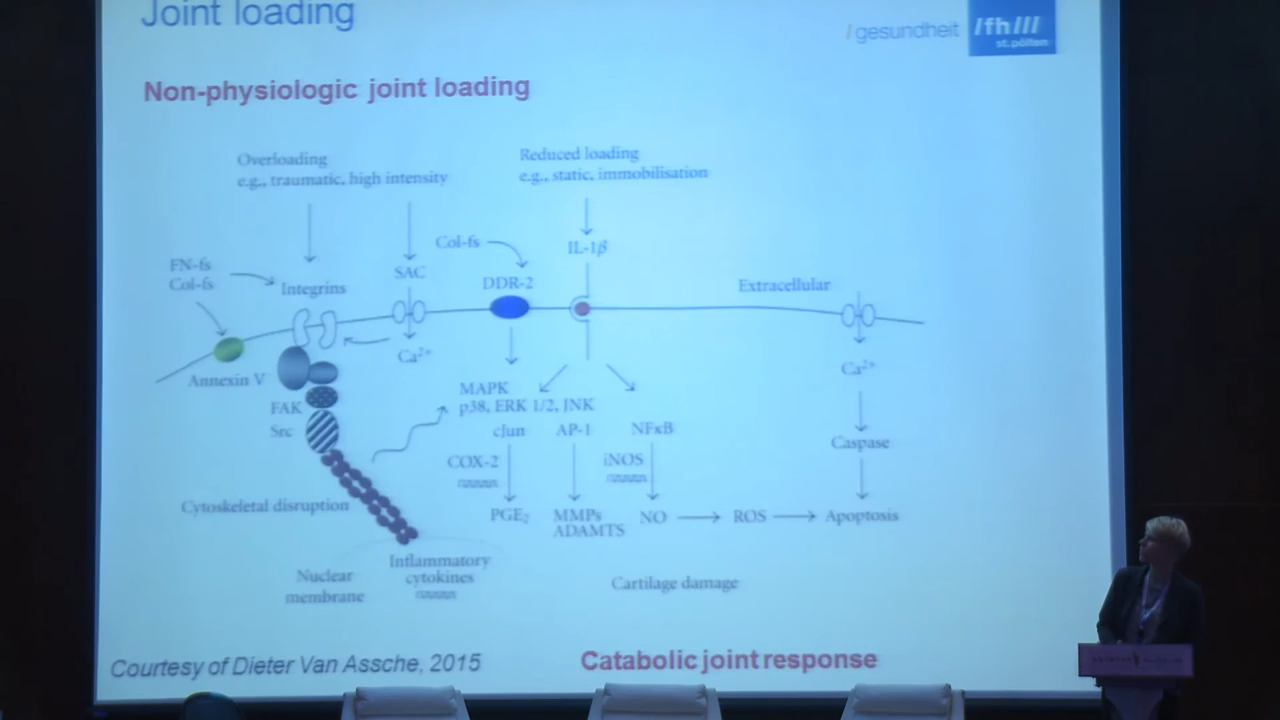 Joint loading
/ gesundheit
/fh///
st.pölten
Non-physiologic joint loading
Overloading
e.g., traumatic, high intensity
Reduced loading
e.g., static, immobilisation
Col-fs
IL-1β
FN-fs
Col-fs
Integrins
SAC
DDR-2
Extracellular
Annexin V
Ca²⁺
Ca²⁺
FAK
Src
MAPK
p38, ERK 1/2, JNK
cJun
AP-1
NFκB
Caspase
COX-2
iNOS
Cytoskeletal disruption
PGE₂
MMPs
ADAMTS
NO
ROS
Apoptosis
Inflammatory
cytokines
Nuclear
membrane
Cartilage damage
Courtesy of Dieter Van Assche, 2015
Catabolic joint response